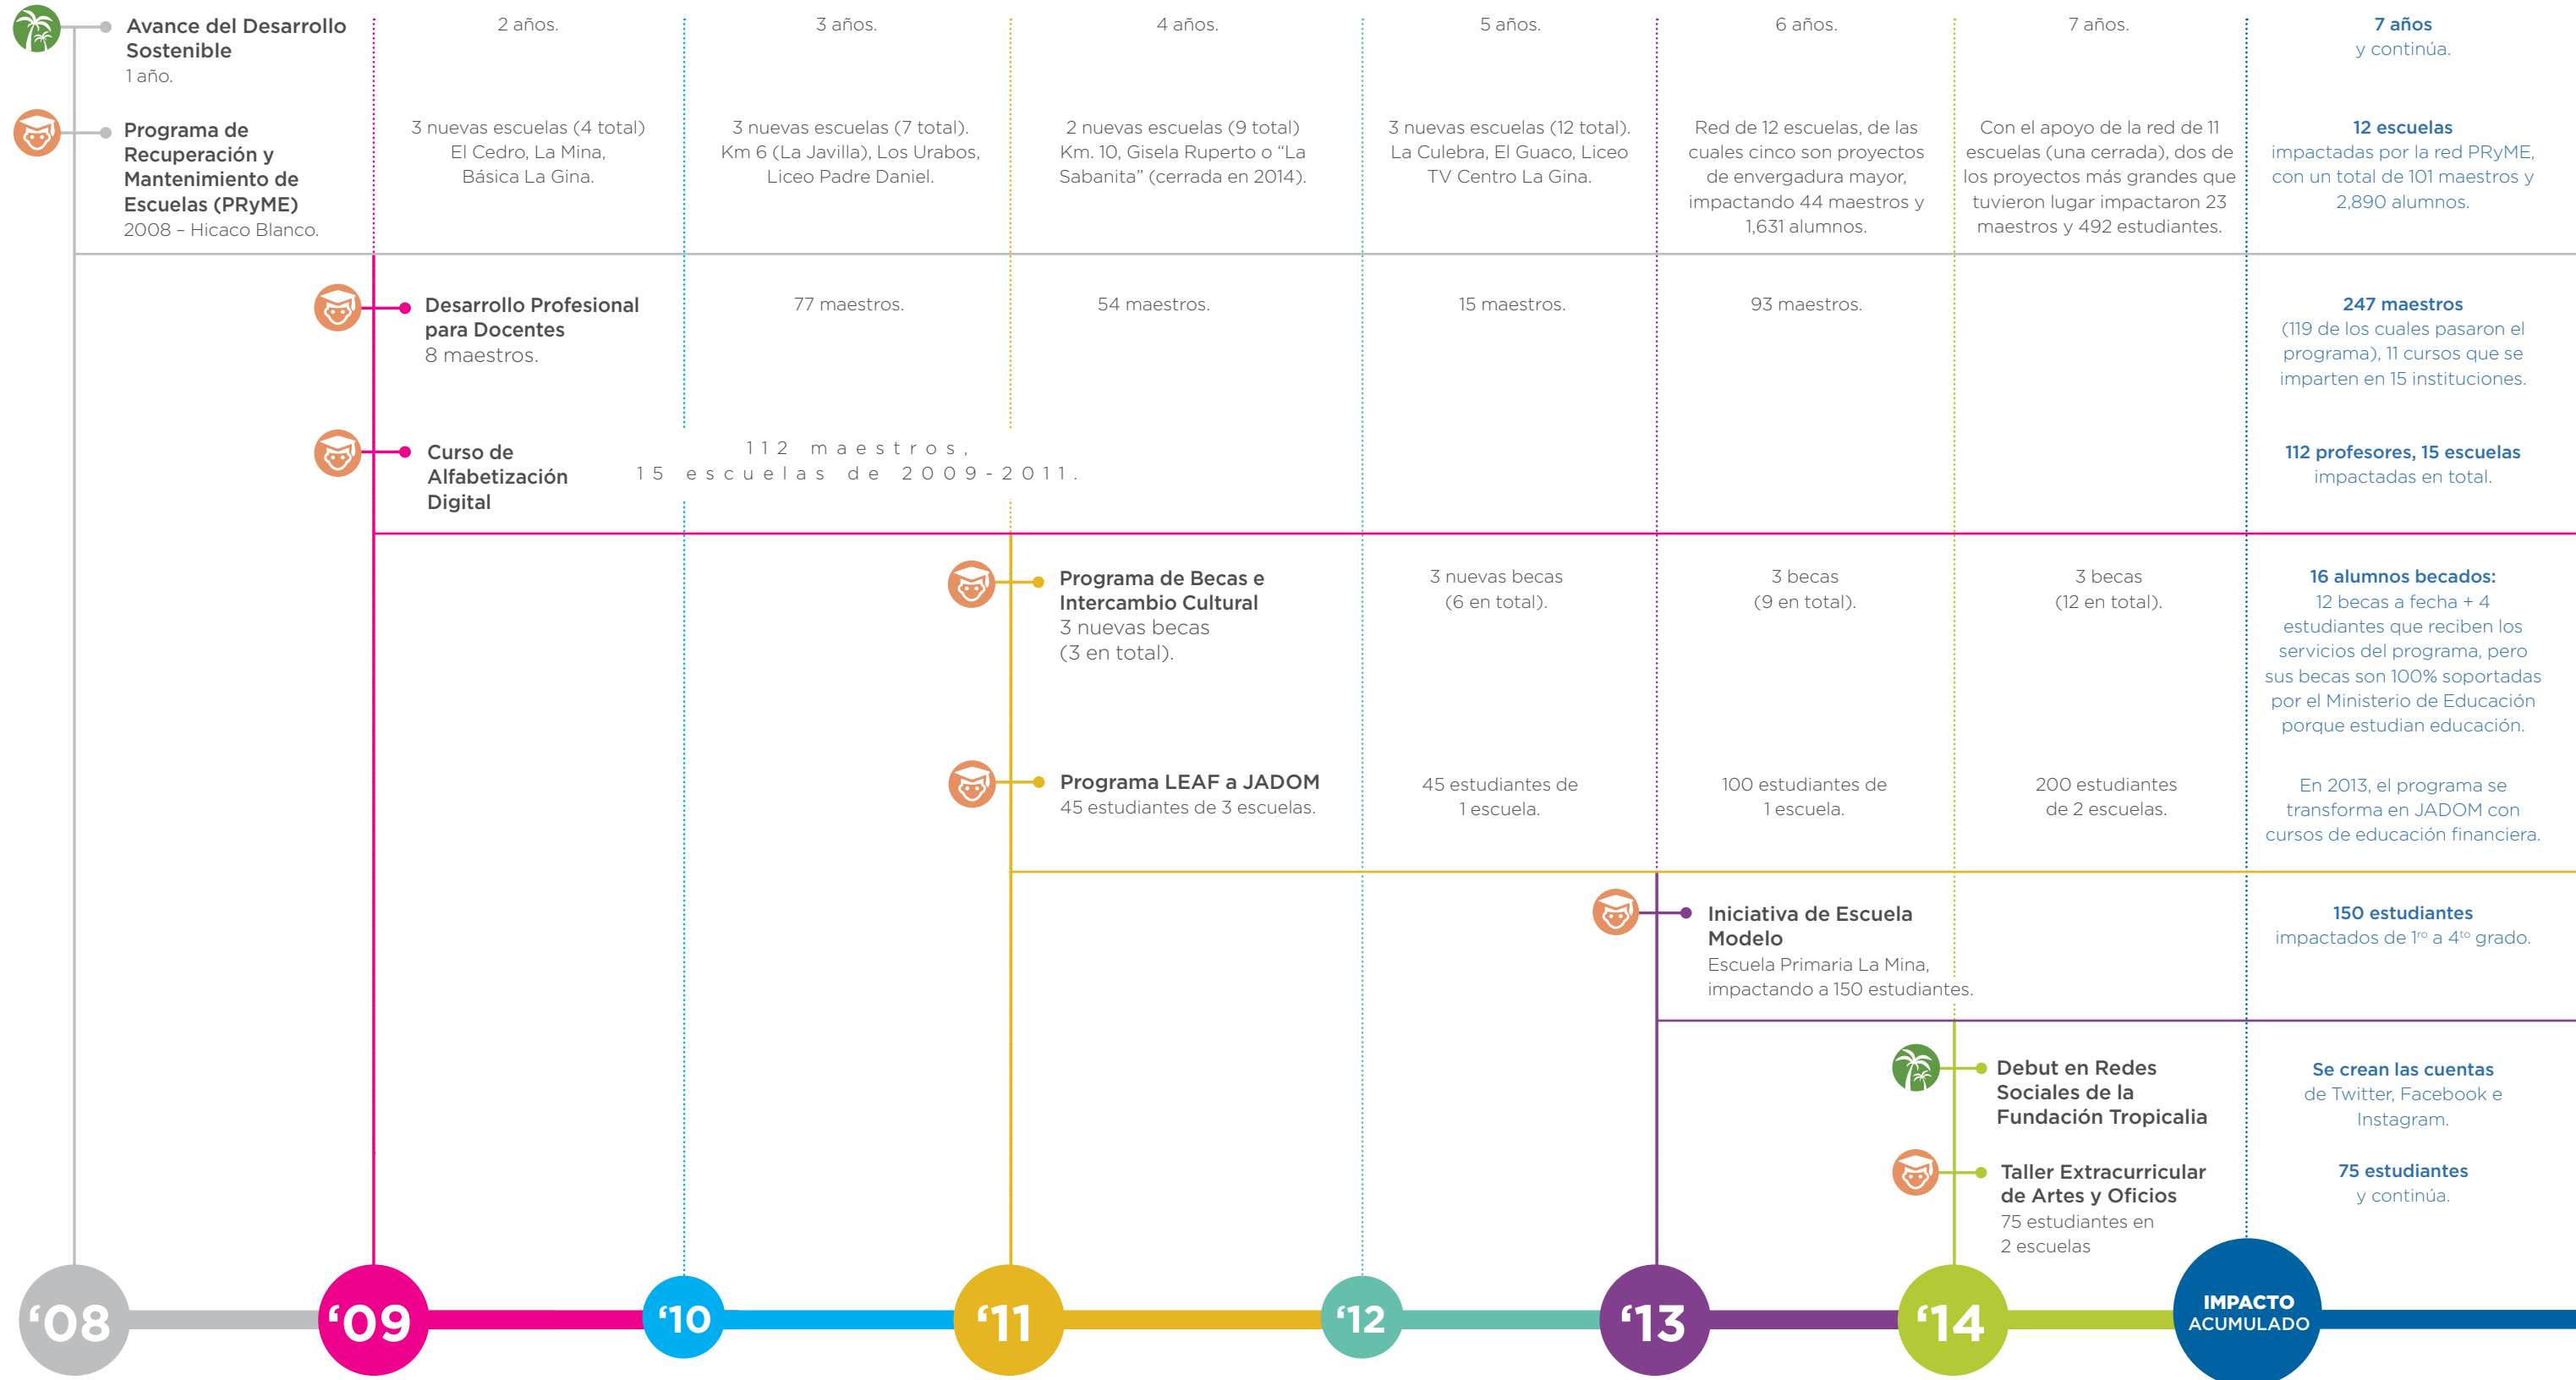 Avance del Desarrollo
Sostenible
1 año.
2 años.
3 años.
4 años.
5 años.
6 años.
7 años.
7 años
y continúa.
Programa de
Recuperación y
Mantenimiento de
Escuelas (PRyME)
2008 – Hicaco Blanco.
3 nuevas escuelas (4 total)
El Cedro, La Mina,
Básica La Gina.
3 nuevas escuelas (7 total).
Km 6 (La Javilla), Los Urabos,
Liceo Padre Daniel.
2 nuevas escuelas (9 total)
Km. 10, Gisela Ruperto o “La
Sabanita” (cerrada en 2014).
3 nuevas escuelas (12 total).
La Culebra, El Guaco, Liceo
TV Centro La Gina.
Red de 12 escuelas, de las
cuales cinco son proyectos
de envergadura mayor,
impactando 44 maestros y
1,631 alumnos.
Con el apoyo de la red de 11
escuelas (una cerrada), dos de
los proyectos más grandes que
tuvieron lugar impactaron 23
maestros y 492 estudiantes.
12 escuelas
impactadas por la red PRyME,
con un total de 101 maestros y
2,890 alumnos.
Desarrollo Profesional
para Docentes
8 maestros.
77 maestros.
54 maestros.
15 maestros.
93 maestros.
247 maestros
(119 de los cuales pasaron el
programa), 11 cursos que se
imparten en 15 instituciones.
Curso de
Alfabetización
Digital
112 maestros,
15 escuelas de 2009-2011.
112 profesores, 15 escuelas
impactadas en total.
Programa de Becas e
Intercambio Cultural
3 nuevas becas
(3 en total).
3 nuevas becas
(6 en total).
3 becas
(9 en total).
3 becas
(12 en total).
16 alumnos becados:
12 becas a fecha + 4
estudiantes que reciben los
servicios del programa, pero
sus becas son 100% soportadas
por el Ministerio de Educación
porque estudian educación.
Programa LEAF a JADOM
45 estudiantes de 3 escuelas.
45 estudiantes de
1 escuela.
100 estudiantes de
1 escuela.
200 estudiantes
de 2 escuelas.
En 2013, el programa se
transforma en JADOM con
cursos de educación financiera.
Iniciativa de Escuela
Modelo
Escuela Primaria La Mina,
impactando a 150 estudiantes.
150 estudiantes
impactados de 1ro a 4to grado.
Debut en Redes
Sociales de la
Fundación Tropicalia
Se crean las cuentas
de Twitter, Facebook e
Instagram.
Taller Extracurricular
de Artes y Oficios
75 estudiantes en
2 escuelas
75 estudiantes
y continúa.
‘08
‘09
‘10
‘11
‘12
‘13
‘14
IMPACTO
ACUMULADO